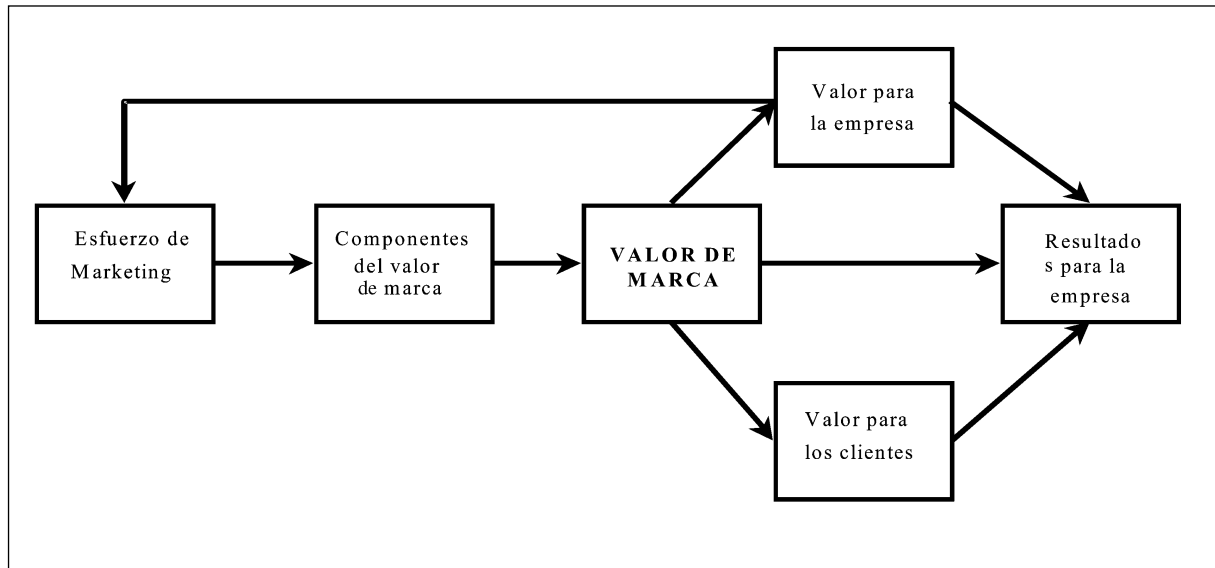 Valor para
la empresa
Esfuerzo de
Marketing
Componentes
del valor
de marca
VALOR DE
MARCA
Resultado
s para la
empresa
Valor para
los clientes